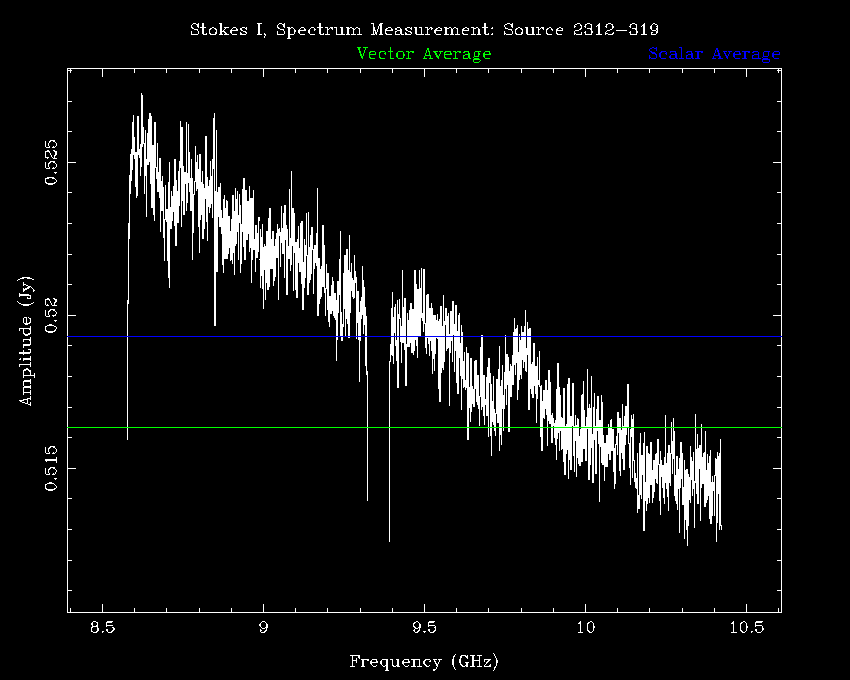 Stokes I, Spectrum Measurement: Source 2312−319
Vector Average Scalar Average
0.525
0.52
0.515
Amplitude (Jy)
8.5 9 9.5 10 10.5
Frequency (GHz)